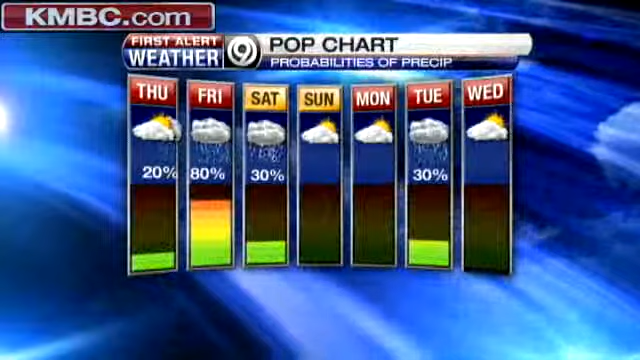 KMBC.com
FIRST ALERT
WEATHER 9
POP CHART
PROBABILITIES OF PRECIP
THU FRI SAT SUN MON TUE WED
20% 80% 30% 30%